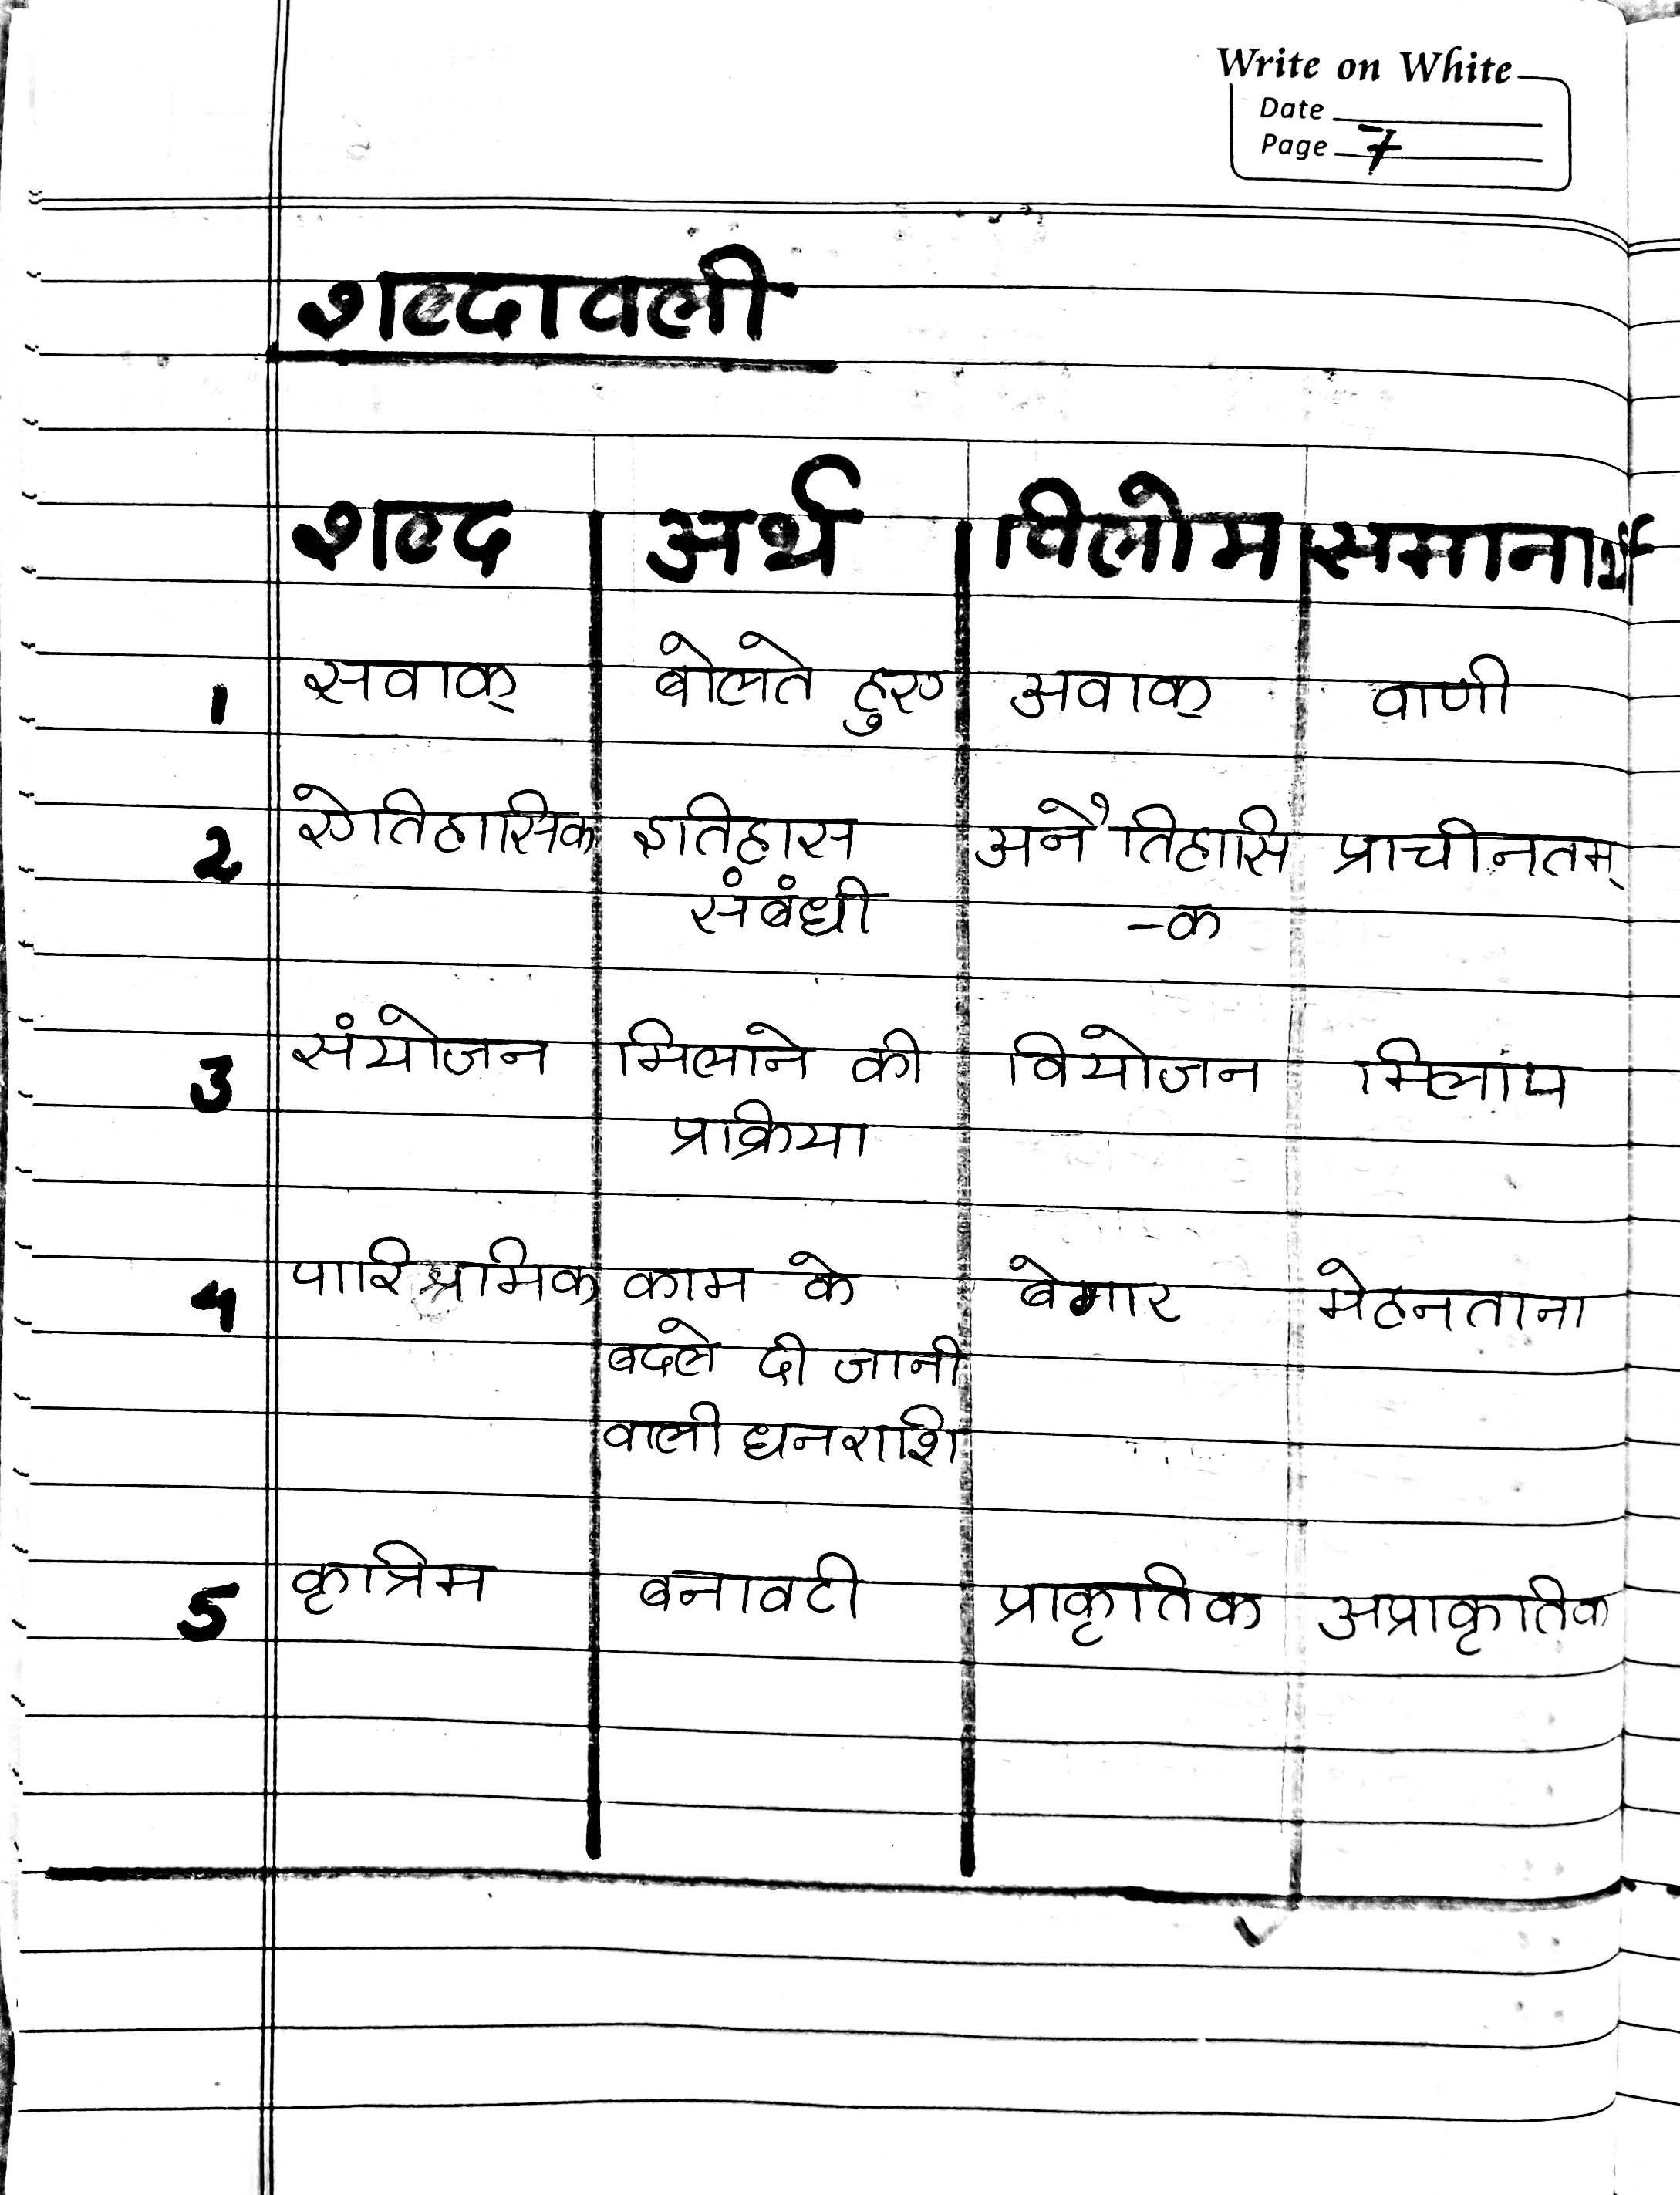 Write on White
Date
Page 7
शब्दावली
शब्द अर्थ विलोम समानार्थी
1 सवाक् बोलते हुए अवाक् वाणी
2 ऐतिहासिक इतिहास अनैतिहासि प्राचीनतम्
संबंधी -क
3 संयोजन मिलाने की वियोजन मिलाप
प्रक्रिया
4 पारिश्रमिक काम के बेगार मेहनताना
बदले दी जानी
वाली धनराशि
5 कृत्रिम बनावटी प्राकृतिक अप्राकृतिक